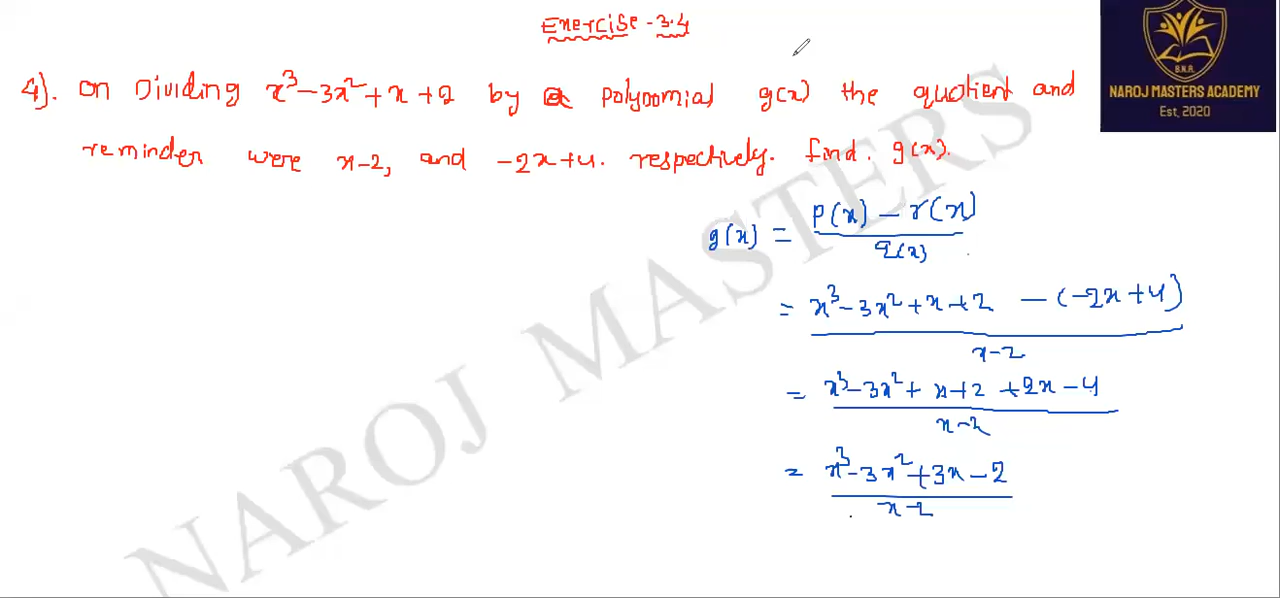 Exercise - 3.4
4). on Dividing x³ - 3x² + x + 2 by a polynomial g(x) the quotient and
reminder were x-2, and -2x+4. respectively. find. g(x).
g(x) = P(x) - r(x) / q(x)
= x³ - 3x² + x + 2 - (-2x+4) / x-2
= x³ - 3x² + x + 2 + 2x - 4 / x-2
= x³ - 3x² + 3x - 2 / x-2
B.N.R
NAROJ MASTERS ACADEMY
Est, 2020
NAROJ MASTERS